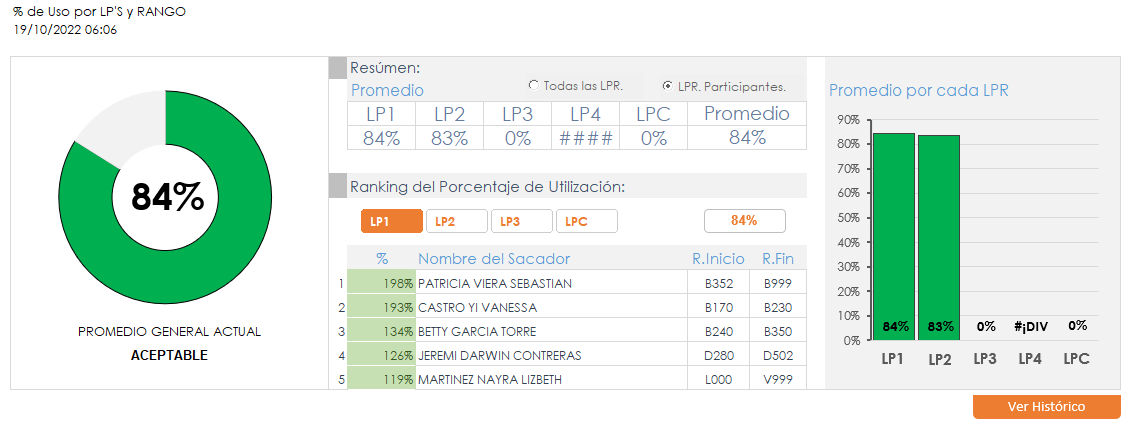 % de Uso por LP'S y RANGO
19/10/2022 06:06
84%
PROMEDIO GENERAL ACTUAL
ACEPTABLE
Resúmen:
Promedio
Todas las LPR.
LPR. Participantes.
LP1 LP2 LP3 LP4 LPC Promedio
84% 83% 0% #### 0% 84%
Ranking del Porcentaje de Utilización:
LP1 LP2 LP3 LPC 84%
% Nombre del Sacador R.Inicio R.Fin
1 198% PATRICIA VIERA SEBASTIAN B352 B999
2 193% CASTRO YI VANESSA B170 B230
3 134% BETTY GARCIA TORRE B240 B350
4 126% JEREMI DARWIN CONTRERAS D280 D502
5 119% MARTINEZ NAYRA LIZBETH L000 V999
Promedio por cada LPR
90%
80%
70%
60%
50%
40%
30%
20%
10%
0%
84% 83% 0% #¡DIV 0%
LP1 LP2 LP3 LP4 LPC
Ver Histórico